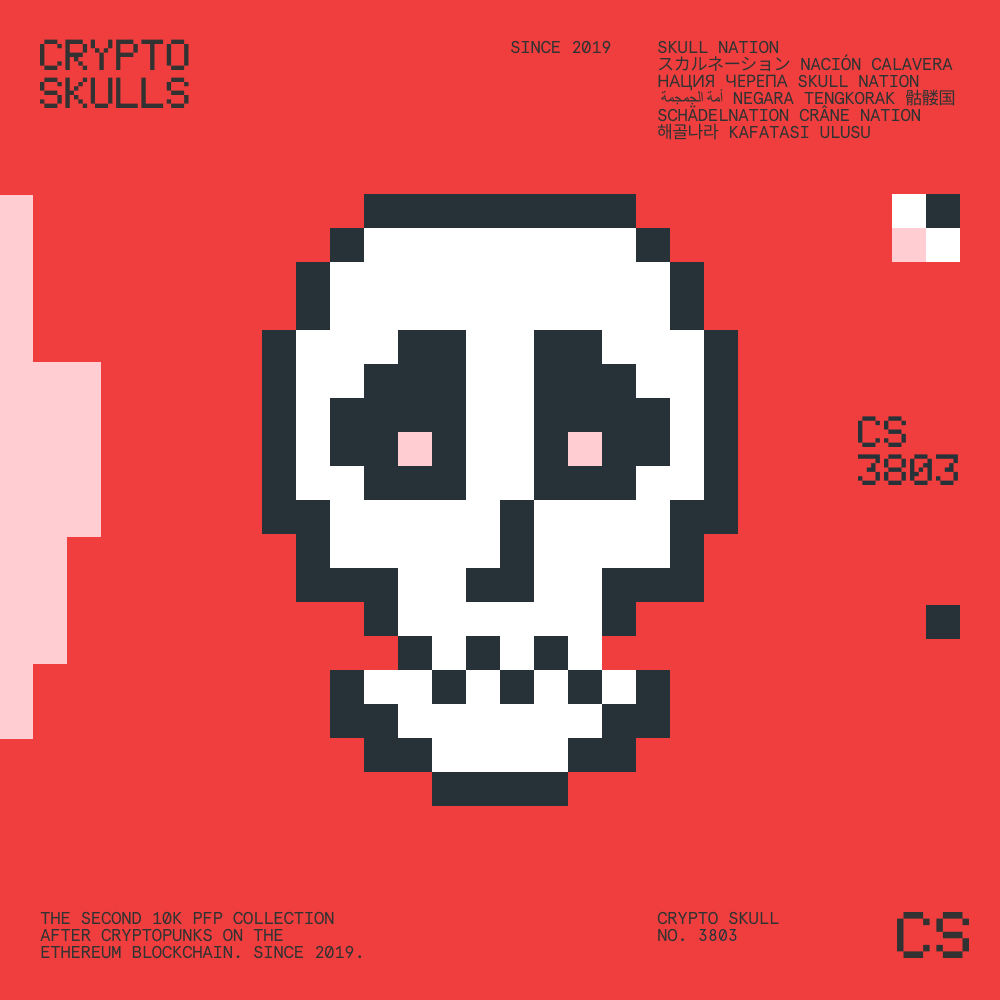 CRYPTO
SKULLS
SINCE 2019
SKULL NATION
スカルネーション NACIÓN CALAVERA
НАЦИЯ ЧЕРЕПА SKULL NATION
أمة الجمجمة NEGARA TENGKORAK 骷髅国
SCHÄDELNATION CRÂNE NATION
해골나라 KAFATASI ULUSU
CS
3803
THE SECOND 10K PFP COLLECTION
AFTER CRYPTOPUNKS ON THE
ETHEREUM BLOCKCHAIN. SINCE 2019.
CRYPTO SKULL
NO. 3803
CS